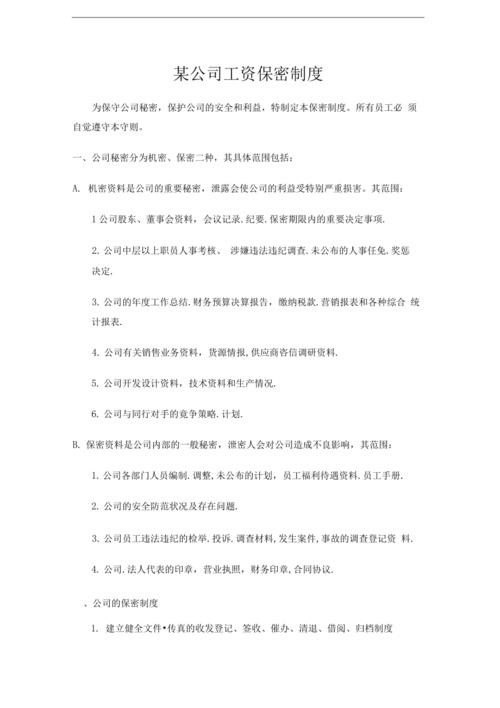 某公司工资保密制度
为保守公司秘密，保护公司的安全和利益，特制定本保密制度。所有员工必 须
自觉遵守本守则。
一、公司秘密分为机密、保密二种，其具体范围包括：
A. 机密资料是公司的重要秘密，泄露会使公司的利益受特别严重损害。其范围：
1公司股东、董事会资料，会议记录.纪要.保密期限内的重要决定事项.
2. 公司中层以上职员人事考核、 涉嫌违法违纪调查.未公布的人事任免.奖惩
决定.
3. 公司的年度工作总结.财务预算决算报告，缴纳税款.营销报表和各种综合 统
计报表.
4. 公司有关销售业务资料，货源情报,供应商咨信调研资料.
5. 公司开发设计资料，技术资料和生产情况.
6. 公司与同行对手的竟争策略.计划.
B. 保密资料是公司内部的一般秘密，泄密人会对公司造成不良影响，其范围：
1. 公司各部门人员编制.调整,未公布的计划，员工福利待遇资料.员工手册.
2. 公司的安全防范状况及存在问题.
3. 公司员工违法违纪的检举.投诉.调查材料,发生案件,事故的调查登记资 料.
4. 公司.法人代表的印章，营业执照，财务印章,合同协议.
、公司的保密制度
1. 建立健全文件•传真的收发登记、签收、催办、清退、借阅、归档制度